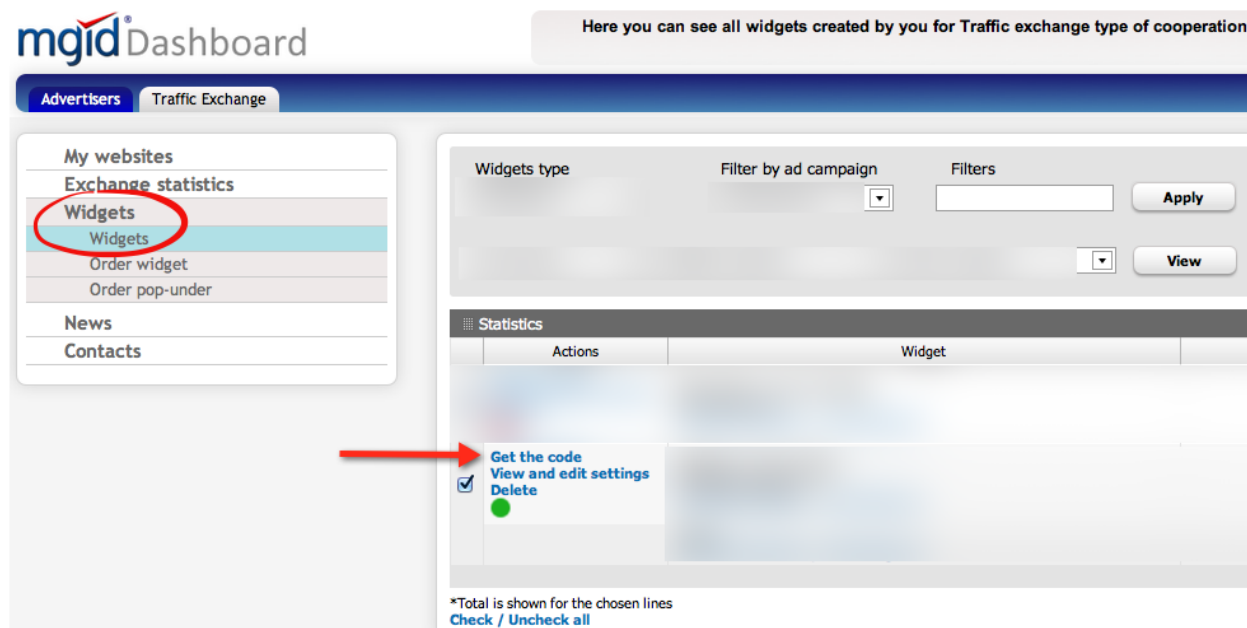 mgid® Dashboard
Here you can see all widgets created by you for Traffic exchange type of cooperation
Advertisers
Traffic Exchange
My websites
Exchange statistics
Widgets
Widgets
Order widget
Order pop-under
News
Contacts
Widgets type
Filter by ad campaign
Filters
Apply
View
Statistics
Actions
Widget
Get the code
View and edit settings
Delete
*Total is shown for the chosen lines
Check / Uncheck all